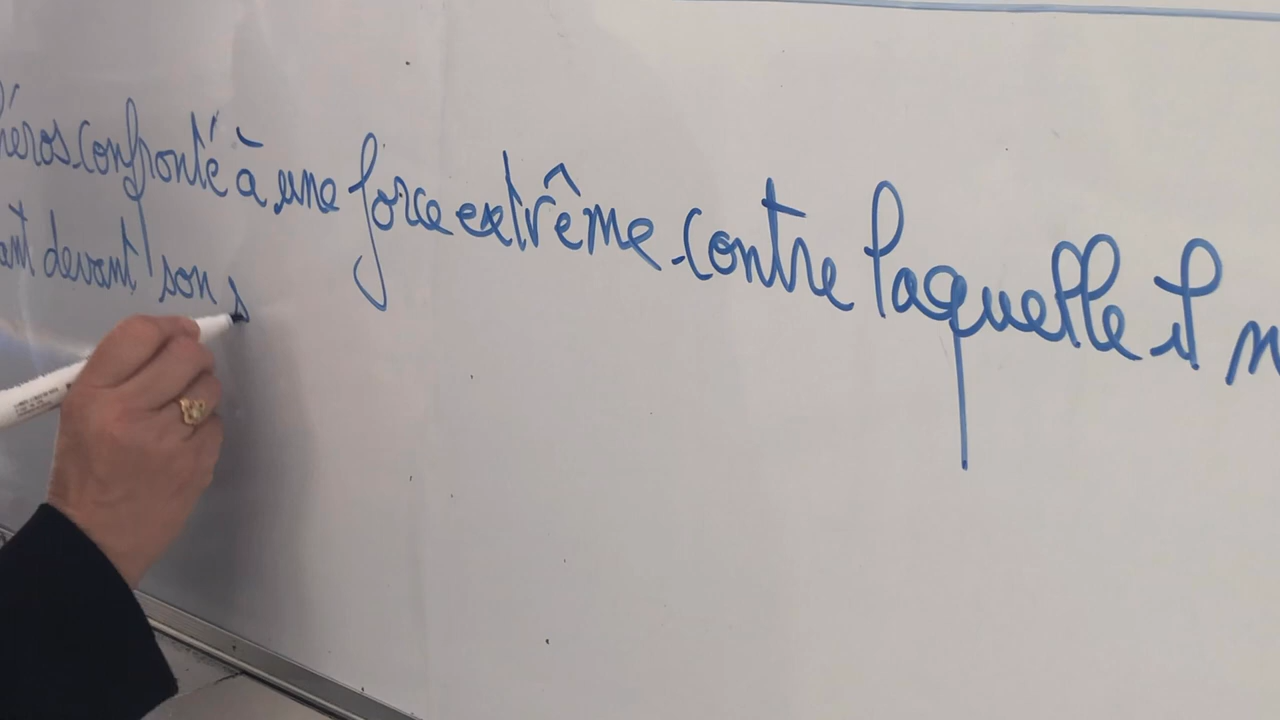 héros confronté à une force extrême contre laquelle il n
ant devant son s